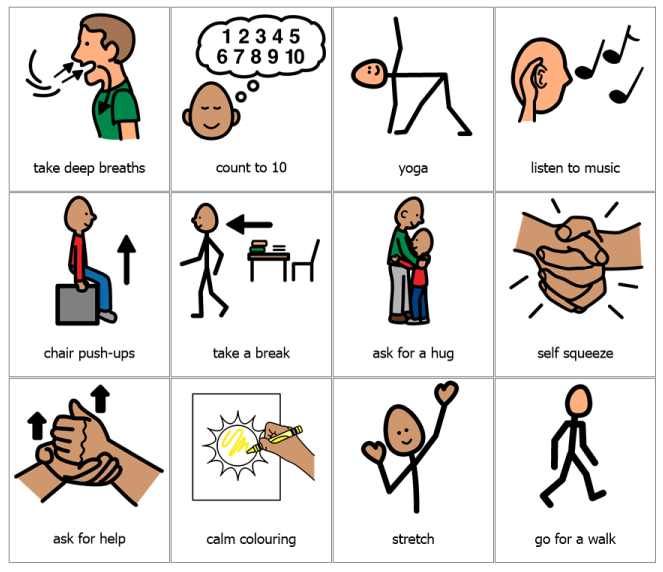 1 2 3 4 5
6 7 8 9 10
take deep breaths
count to 10
yoga
listen to music
chair push-ups
take a break
ask for a hug
self squeeze
ask for help
calm colouring
stretch
go for a walk